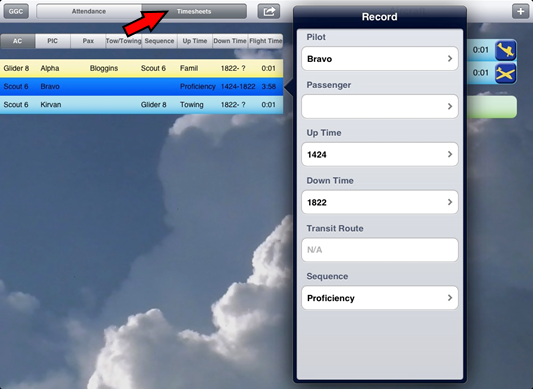 GGC Attendance Timesheets +
AC PIC Pax Tow/Towing Sequence Up Time Down Time Flight Time
Glider 8 Alpha Bloggins Scout 6 Famil 1822- ? 0:01
Scout 6 Bravo Proficiency 1424-1822 3:58
Scout 6 Kirvan Glider 8 Towing 1822- ? 0:01
Record
Pilot
Bravo
Passenger
Up Time
1424
Down Time
1822
Transit Route
N/A
Sequence
Proficiency
0:01
0:01